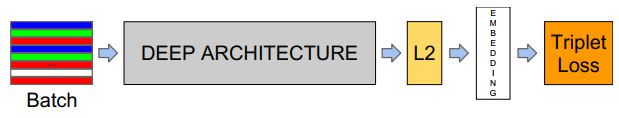 ...
Batch
DEEP ARCHITECTURE
L2
EMBEDDING
Triplet
Loss